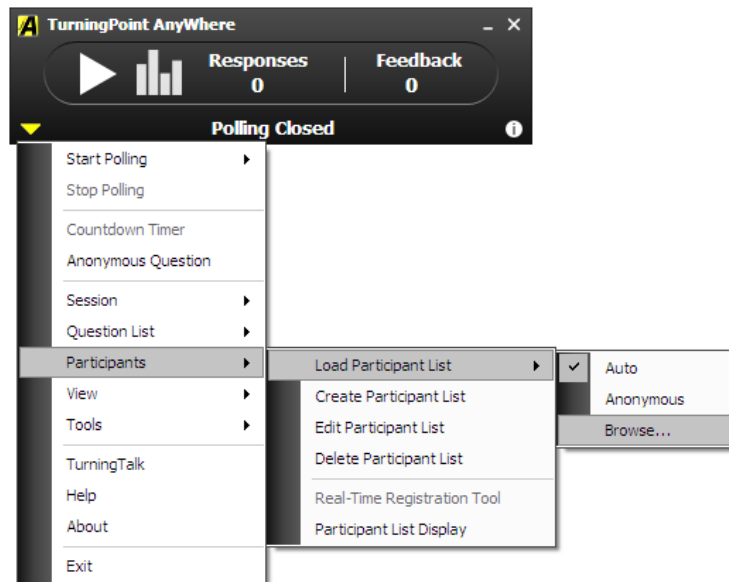 TurningPoint AnyWhere
Responses
0
Feedback
0
Polling Closed
Start Polling
Stop Polling
Countdown Timer
Anonymous Question
Session
Question List
Participants
View
Tools
TurningTalk
Help
About
Exit
Load Participant List
Create Participant List
Edit Participant List
Delete Participant List
Real-Time Registration Tool
Participant List Display
Auto
Anonymous
Browse...